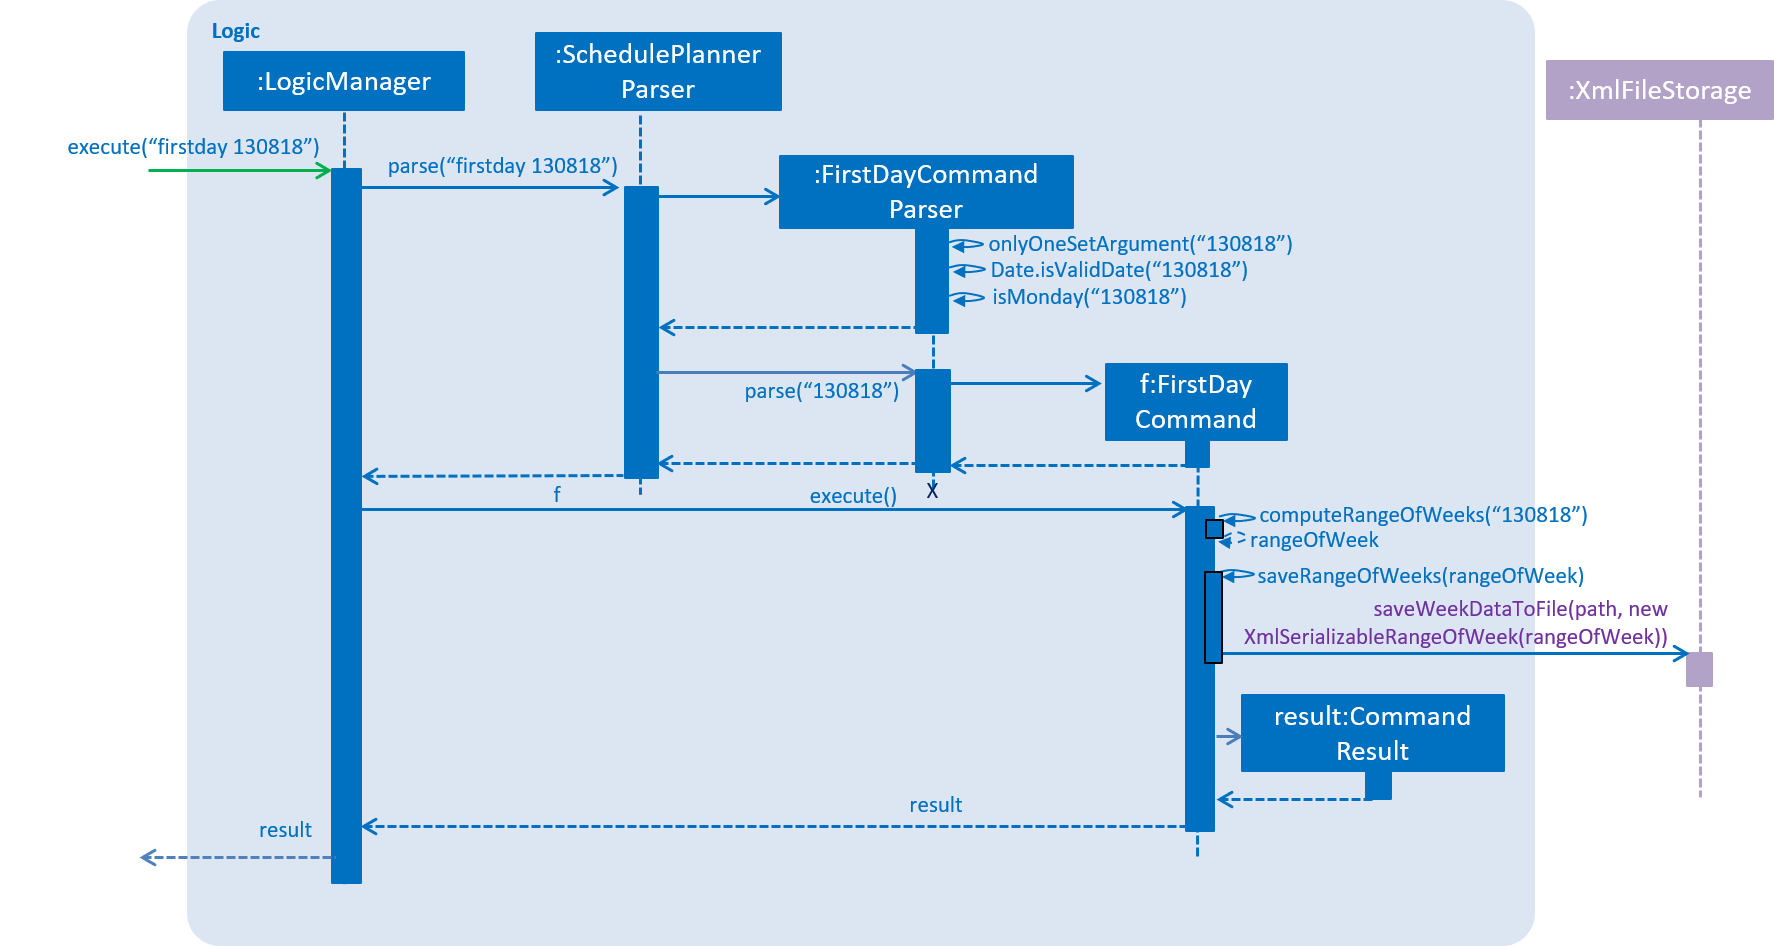 Logic
:LogicManager
:SchedulePlanner
Parser
:XmlFileStorage
execute(“firstday 130818”)
parse(“firstday 130818”)
:FirstDayCommand
Parser
onlyOneSetArgument(“130818”)
Date.isValidDate(“130818”)
isMonday(“130818”)
parse(“130818”)
f:FirstDay
Command
X
f
execute()
computeRangeOfWeeks(“130818”)
rangeOfWeek
saveRangeOfWeeks(rangeOfWeek)
saveWeekDataToFile(path, new
XmlSerializableRangeOfWeek(rangeOfWeek))
result:Command
Result
result
result